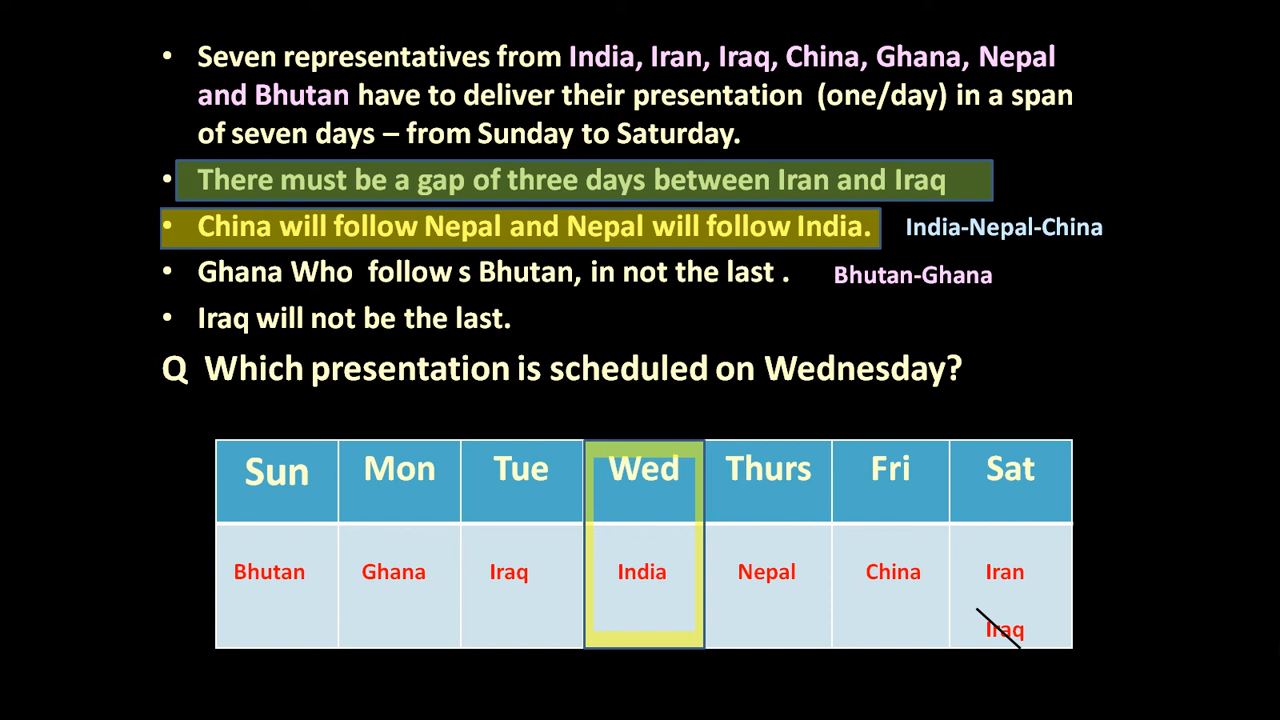 • Seven representatives from India, Iran, Iraq, China, Ghana, Nepal
and Bhutan have to deliver their presentation (one/day) in a span
of seven days – from Sunday to Saturday.
• There must be a gap of three days between Iran and Iraq
• China will follow Nepal and Nepal will follow India. India-Nepal-China
• Ghana Who follow s Bhutan, in not the last . Bhutan-Ghana
• Iraq will not be the last.
Q Which presentation is scheduled on Wednesday?
Sun Mon Tue Wed Thurs Fri Sat
Bhutan Ghana Iraq India Nepal China Iran
Iraq